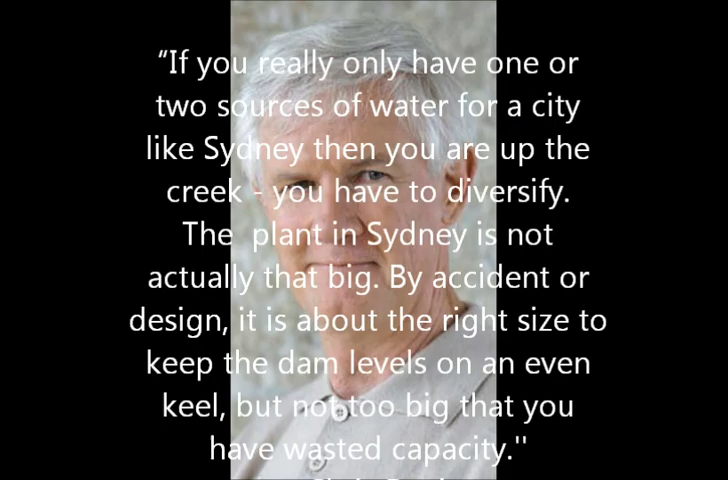 “If you really only have one or
two sources of water for a city
like Sydney then you are up the
creek - you have to diversify.
The  plant in Sydney is not
actually that big. By accident or
design, it is about the right size to
keep the dam levels on an even
keel, but not too big that you
have wasted capacity.''